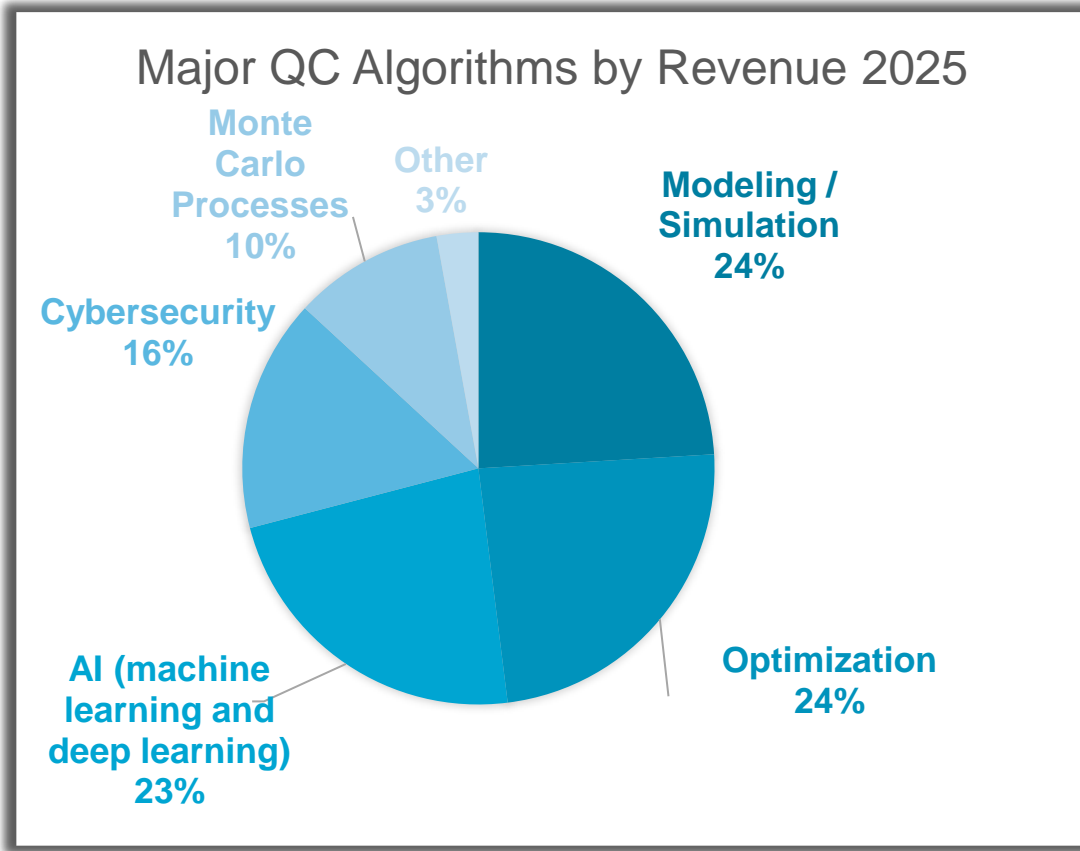 Major QC Algorithms by Revenue 2025
Monte
Carlo
Processes
10%
Other
3%
Modeling /
Simulation
24%
Cybersecurity
16%
AI (machine
learning and
deep learning)
23%
Optimization
24%